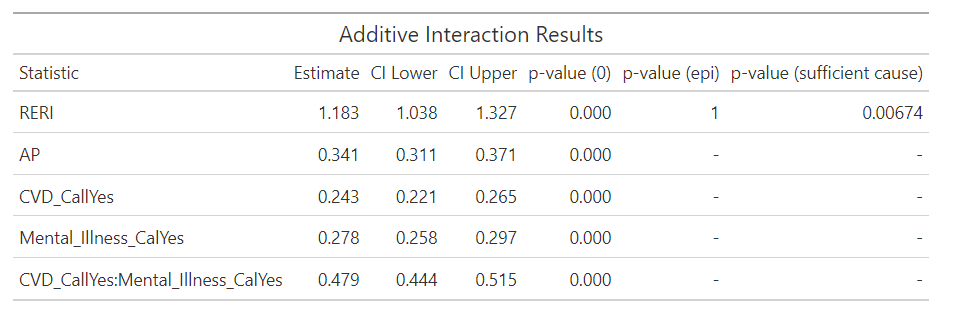 Additive Interaction Results
Statistic Estimate CI Lower CI Upper p-value (0) p-value (epi) p-value (sufficient cause)
RERI 1.183 1.038 1.327 0.000 1 0.00674
AP 0.341 0.311 0.371 0.000 - -
CVD_CallYes 0.243 0.221 0.265 0.000 - -
Mental_Illness_CalYes 0.278 0.258 0.297 0.000 - -
CVD_CallYes:Mental_Illness_CalYes 0.479 0.444 0.515 0.000 - -